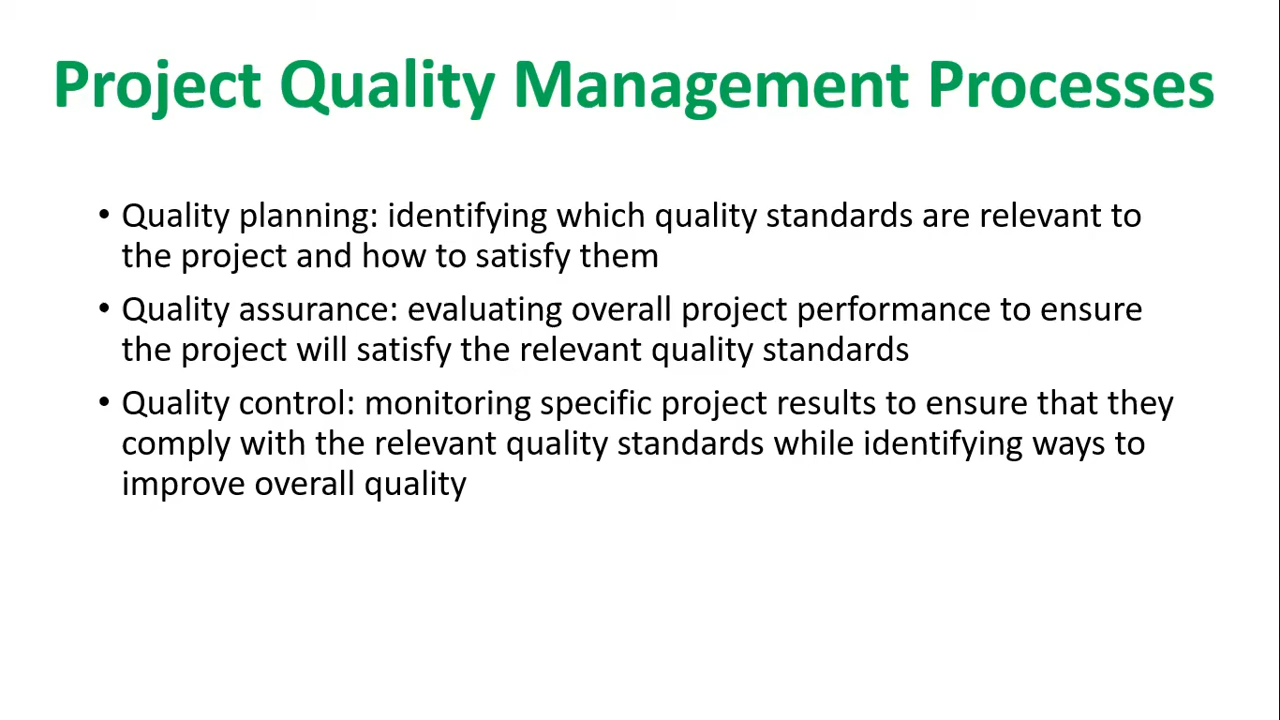 Project Quality Management Processes
• Quality planning: identifying which quality standards are relevant to
the project and how to satisfy them
• Quality assurance: evaluating overall project performance to ensure
the project will satisfy the relevant quality standards
• Quality control: monitoring specific project results to ensure that they
comply with the relevant quality standards while identifying ways to
improve overall quality